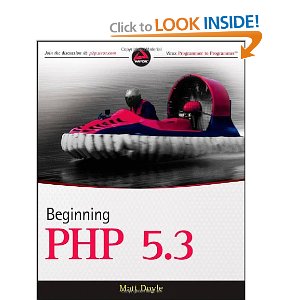 Click to LOOK INSIDE!
Join the discussion @ p2p.wrox.com
Wrox Programmer to Programmer™
wrox
Beginning
PHP 5.3
Matt Doyle